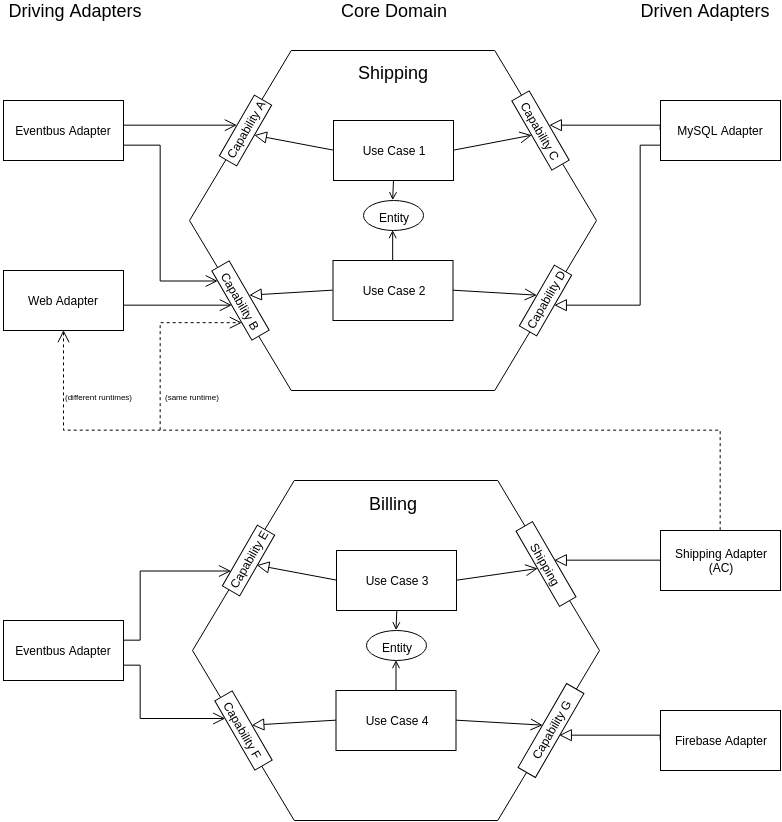 Driving Adapters
Core Domain
Driven Adapters
Shipping
Eventbus Adapter
Capability A
Use Case 1
Capability C
MySQL Adapter
Entity
Web Adapter
Capability B
Use Case 2
Capability D
(different runtimes)
(same runtime)
Billing
Capability E
Use Case 3
Shipping
Shipping Adapter
(AC)
Eventbus Adapter
Entity
Capability F
Use Case 4
Capability G
Firebase Adapter